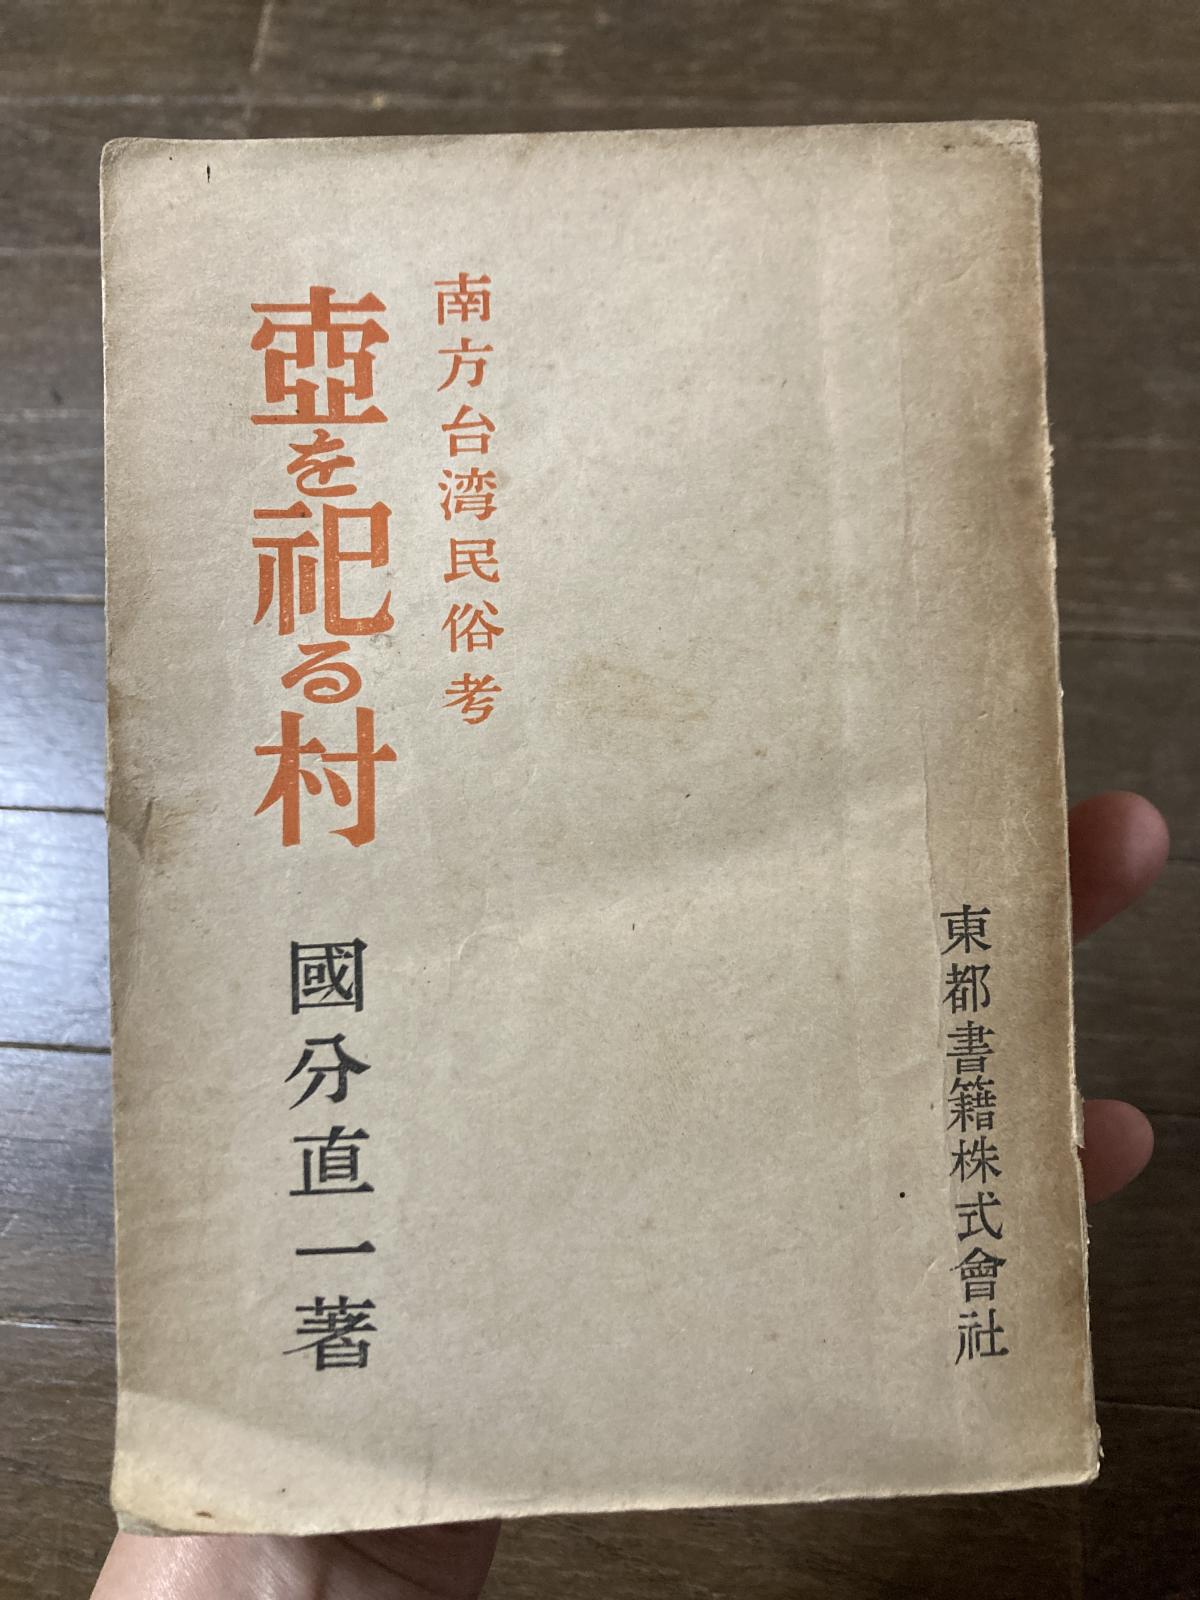 東都書籍株式會社
南方台湾民俗考
壺を祀る村
國分直一著